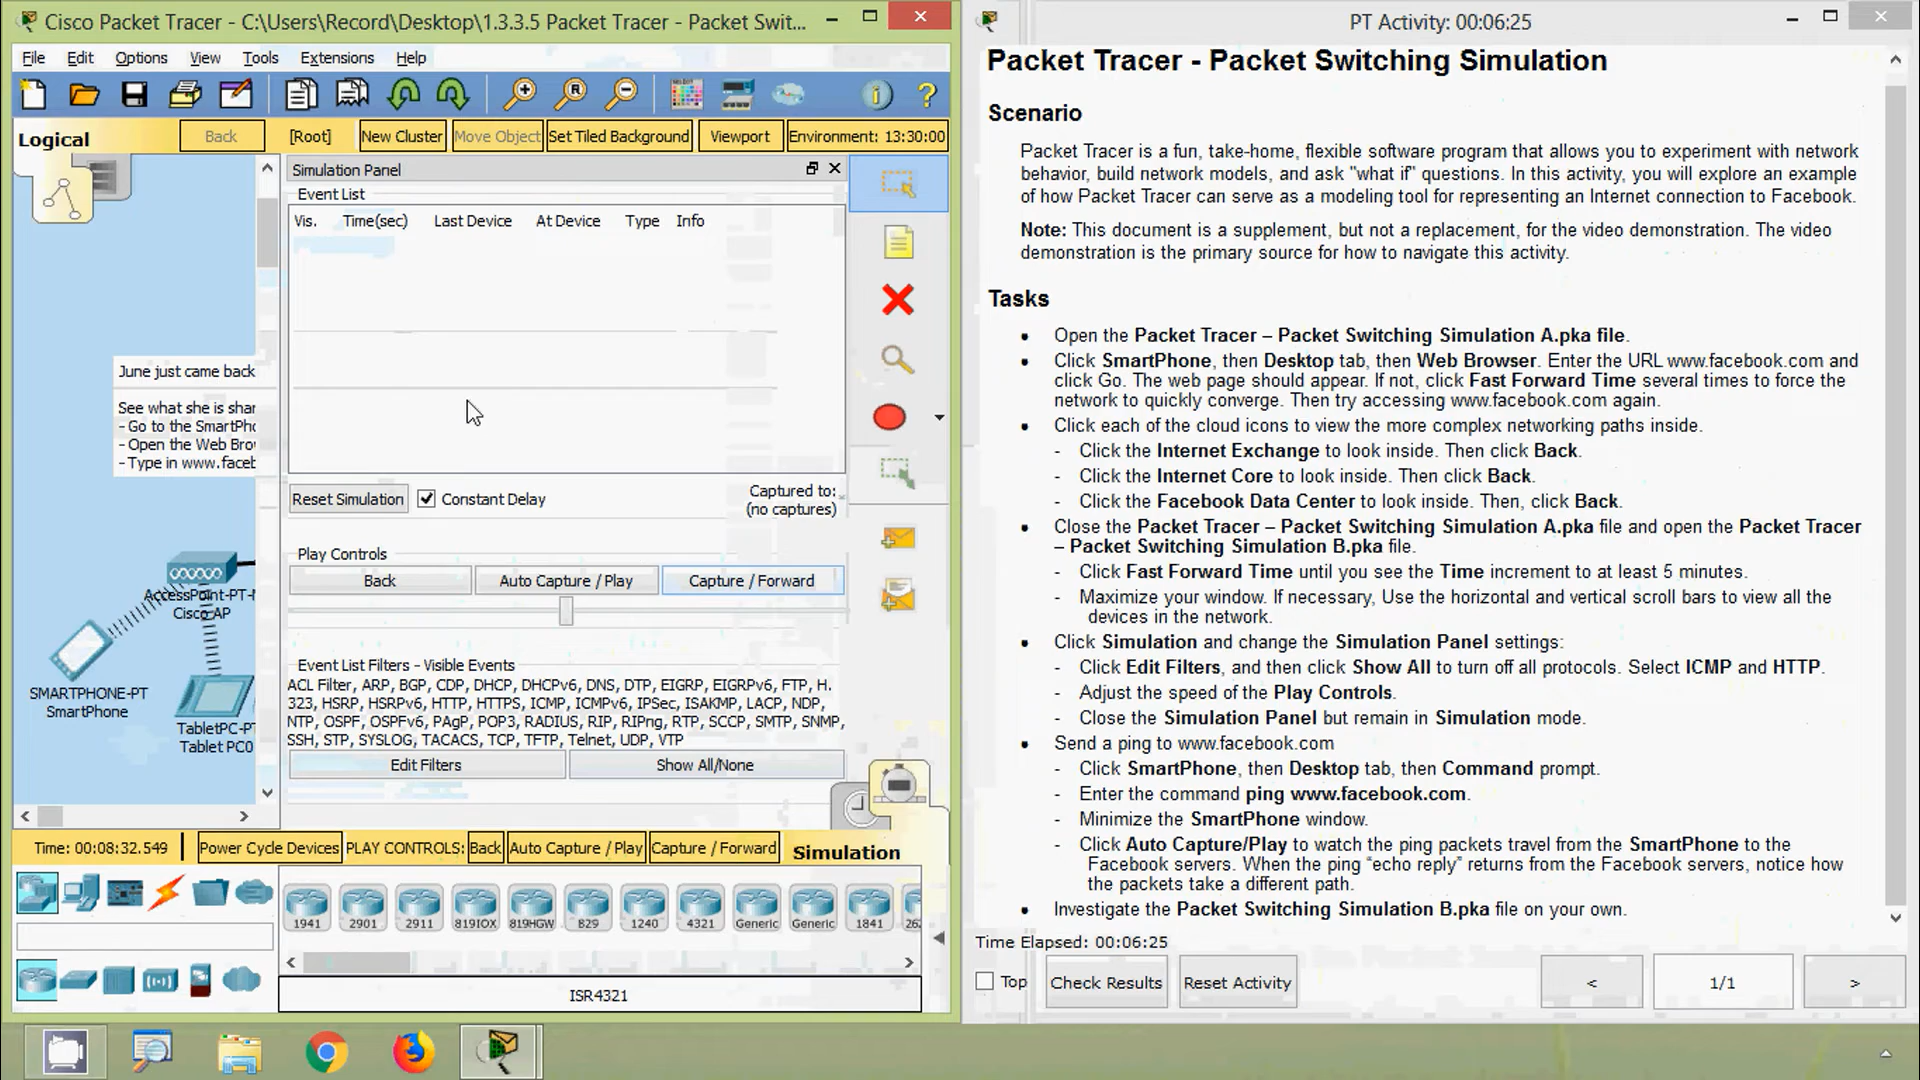 Cisco Packet Tracer - C:\Users\Record\Desktop\1.3.3.5 Packet Tracer - Packet Swit...
File Edit Options View Tools Extensions Help
Logical
Back
[Root]
New Cluster
Move Object
Set Tiled Background
Viewport
Environment: 13:30:00
Simulation Panel
Event List
Vis. Time(sec) Last Device At Device Type Info
June just came back
See what she is shar
- Go to the SmartPho
- Open the Web Brow
- Type in www.faceb
Reset Simulation
Constant Delay
Captured to:
(no captures)
Play Controls
Back
Auto Capture / Play
Capture / Forward
Cisco AP
SMARTPHONE-PT
SmartPhone
TabletPC-PT
Tablet PC0
Event List Filters - Visible Events
ACL Filter, ARP, BGP, CDP, DHCP, DHCPv6, DNS, DTP, EIGRP, EIGRPv6, FTP, H.
323, HSRP, HSRPv6, HTTP, HTTPS, ICMP, ICMPv6, IPSec, ISAKMP, LACP, NDP,
NTP, OSPF, OSPFv6, PAgP, POP3, RADIUS, RIP, RIPng, RTP, SCCP, SMTP, SNMP,
SSH, STP, SYSLOG, TACACS, TCP, TFTP, Telnet, UDP, VTP
Edit Filters
Show All/None
Time: 00:08:32.549
Power Cycle Devices
PLAY CONTROLS:
Back
Auto Capture / Play
Capture / Forward
Simulation
1941 2901 2911 819IOX 819HGW 829 1240 4321 Generic Generic 1841 262
ISR4321
PT Activity: 00:06:25
Packet Tracer - Packet Switching Simulation
Scenario
Packet Tracer is a fun, take-home, flexible software program that allows you to experiment with network
behavior, build network models, and ask "what if" questions. In this activity, you will explore an example
of how Packet Tracer can serve as a modeling tool for representing an Internet connection to Facebook.
Note: This document is a supplement, but not a replacement, for the video demonstration. The video
demonstration is the primary source for how to navigate this activity.
Tasks
• Open the Packet Tracer – Packet Switching Simulation A.pka file.
• Click SmartPhone, then Desktop tab, then Web Browser. Enter the URL www.facebook.com and
click Go. The web page should appear. If not, click Fast Forward Time several times to force the
network to quickly converge. Then try accessing www.facebook.com again.
• Click each of the cloud icons to view the more complex networking paths inside.
- Click the Internet Exchange to look inside. Then click Back.
- Click the Internet Core to look inside. Then click Back.
- Click the Facebook Data Center to look inside. Then, click Back.
• Close the Packet Tracer – Packet Switching Simulation A.pka file and open the Packet Tracer
– Packet Switching Simulation B.pka file.
- Click Fast Forward Time until you see the Time increment to at least 5 minutes.
- Maximize your window. If necessary, Use the horizontal and vertical scroll bars to view all the
devices in the network.
• Click Simulation and change the Simulation Panel settings:
- Click Edit Filters, and then click Show All to turn off all protocols. Select ICMP and HTTP.
- Adjust the speed of the Play Controls.
- Close the Simulation Panel but remain in Simulation mode.
• Send a ping to www.facebook.com
- Click SmartPhone, then Desktop tab, then Command prompt.
- Enter the command ping www.facebook.com.
- Minimize the SmartPhone window.
- Click Auto Capture/Play to watch the ping packets travel from the SmartPhone to the
Facebook servers. When the ping “echo reply” returns from the Facebook servers, notice how
the packets take a different path.
• Investigate the Packet Switching Simulation B.pka file on your own.
Time Elapsed: 00:06:25
Top
Check Results
Reset Activity
<
1/1
>